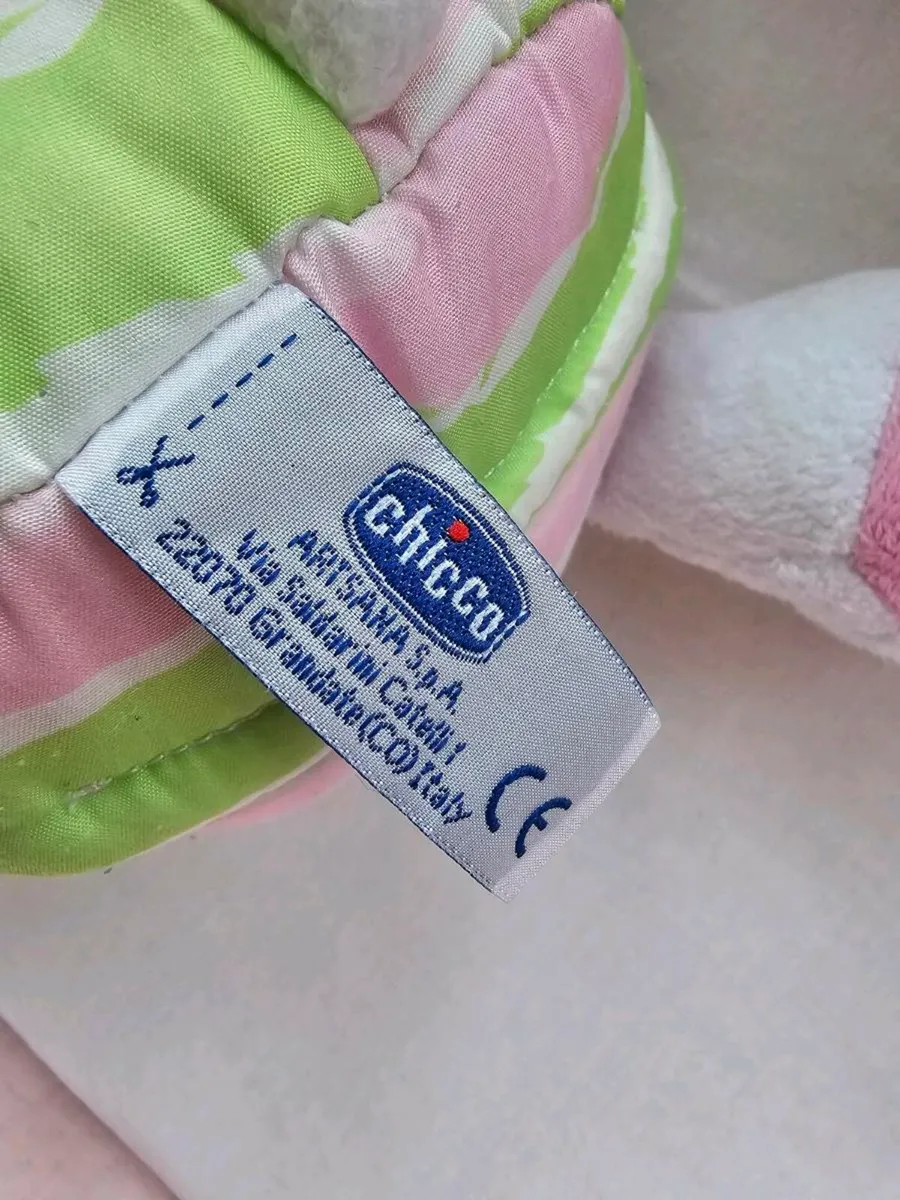 chicco
ARTSANA S.p.A.
Via Saldarini Catelli 1
22070 Grandate (CO) Italy
CE